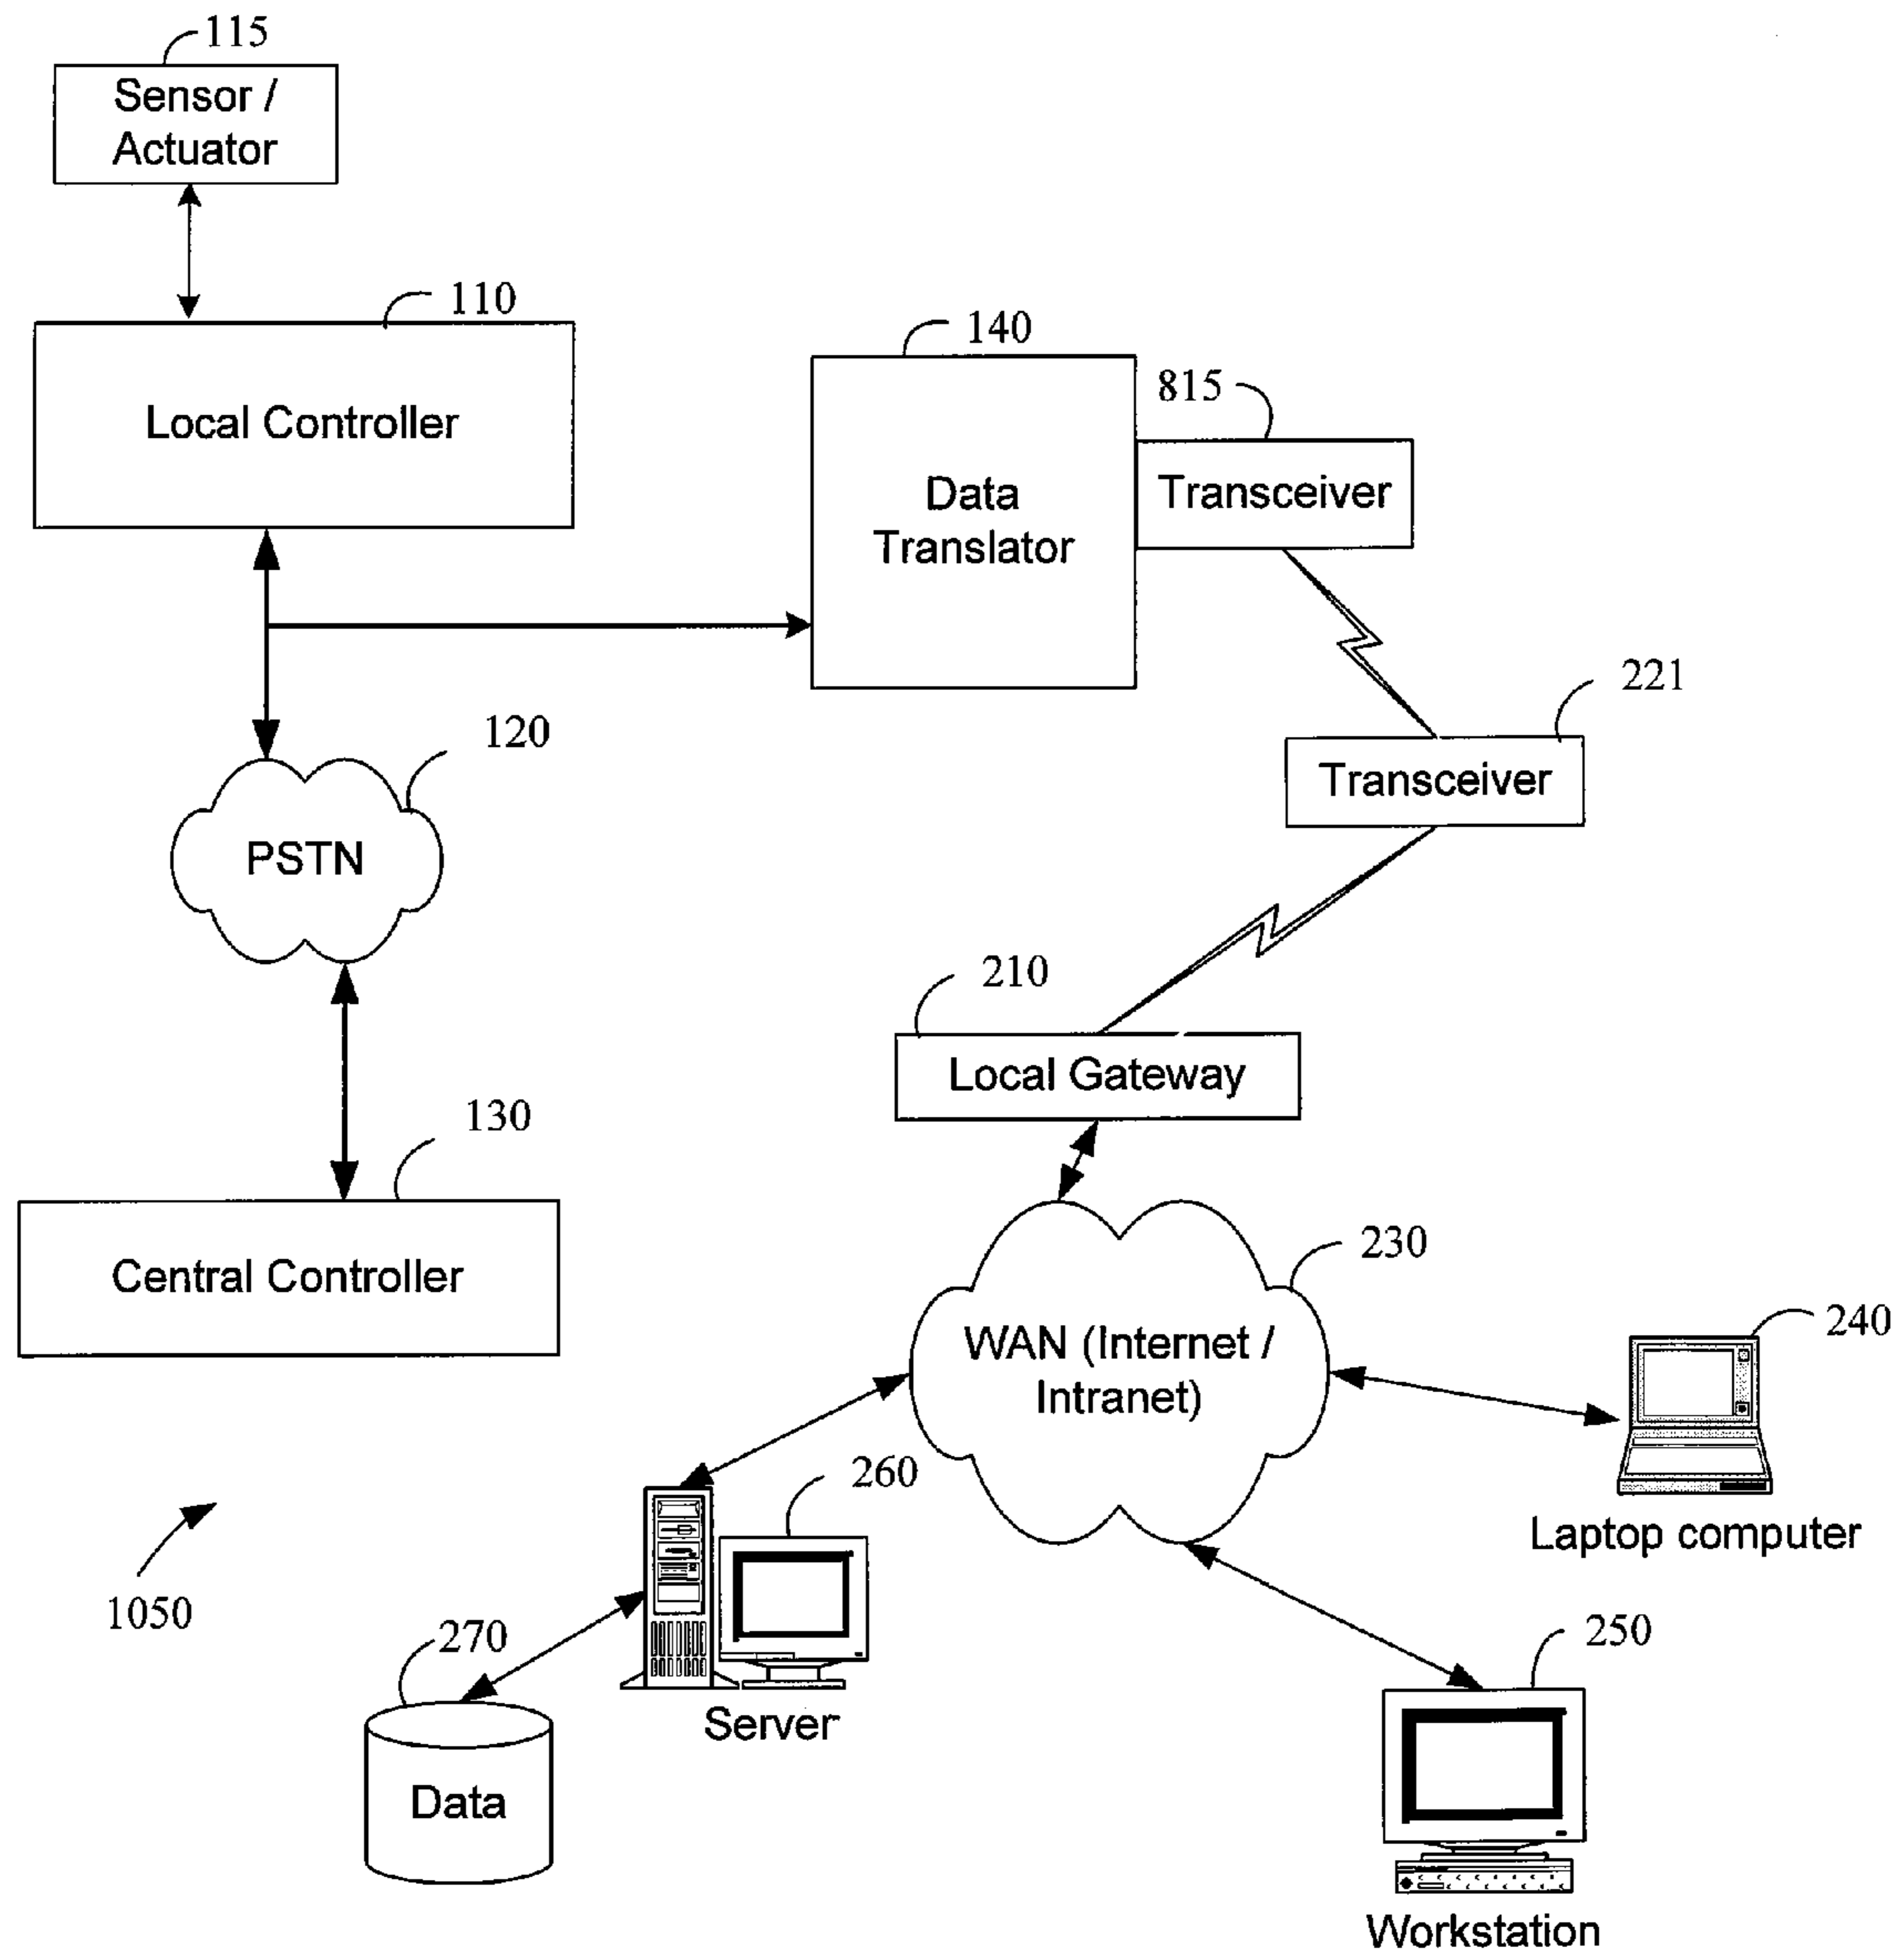 115
Sensor /
Actuator
110
Local Controller
140
Data
Translator
815
Transceiver
221
Transceiver
120
PSTN
210
Local Gateway
130
Central Controller
230
WAN (Internet /
Intranet)
240
Laptop computer
260
Server
1050
270
Data
250
Workstation